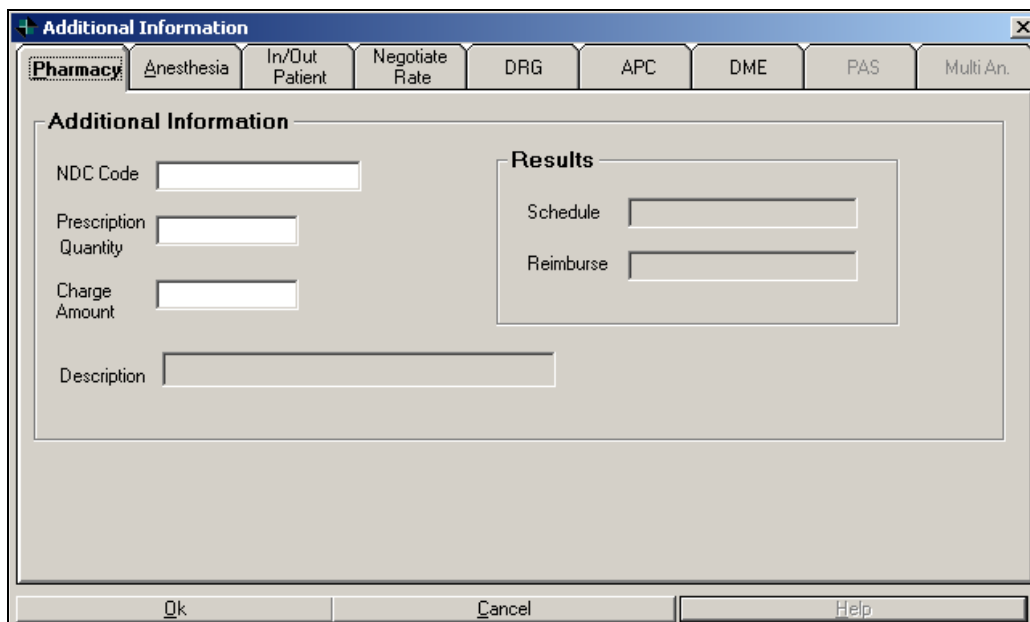 Additional Information
Pharmacy
Anesthesia
In/Out
Patient
Negotiate
Rate
DRG
APC
DME
PAS
Multi An.
Additional Information
NDC Code
Prescription
Quantity
Charge
Amount
Description
Results
Schedule
Reimburse
Ok
Cancel
Help